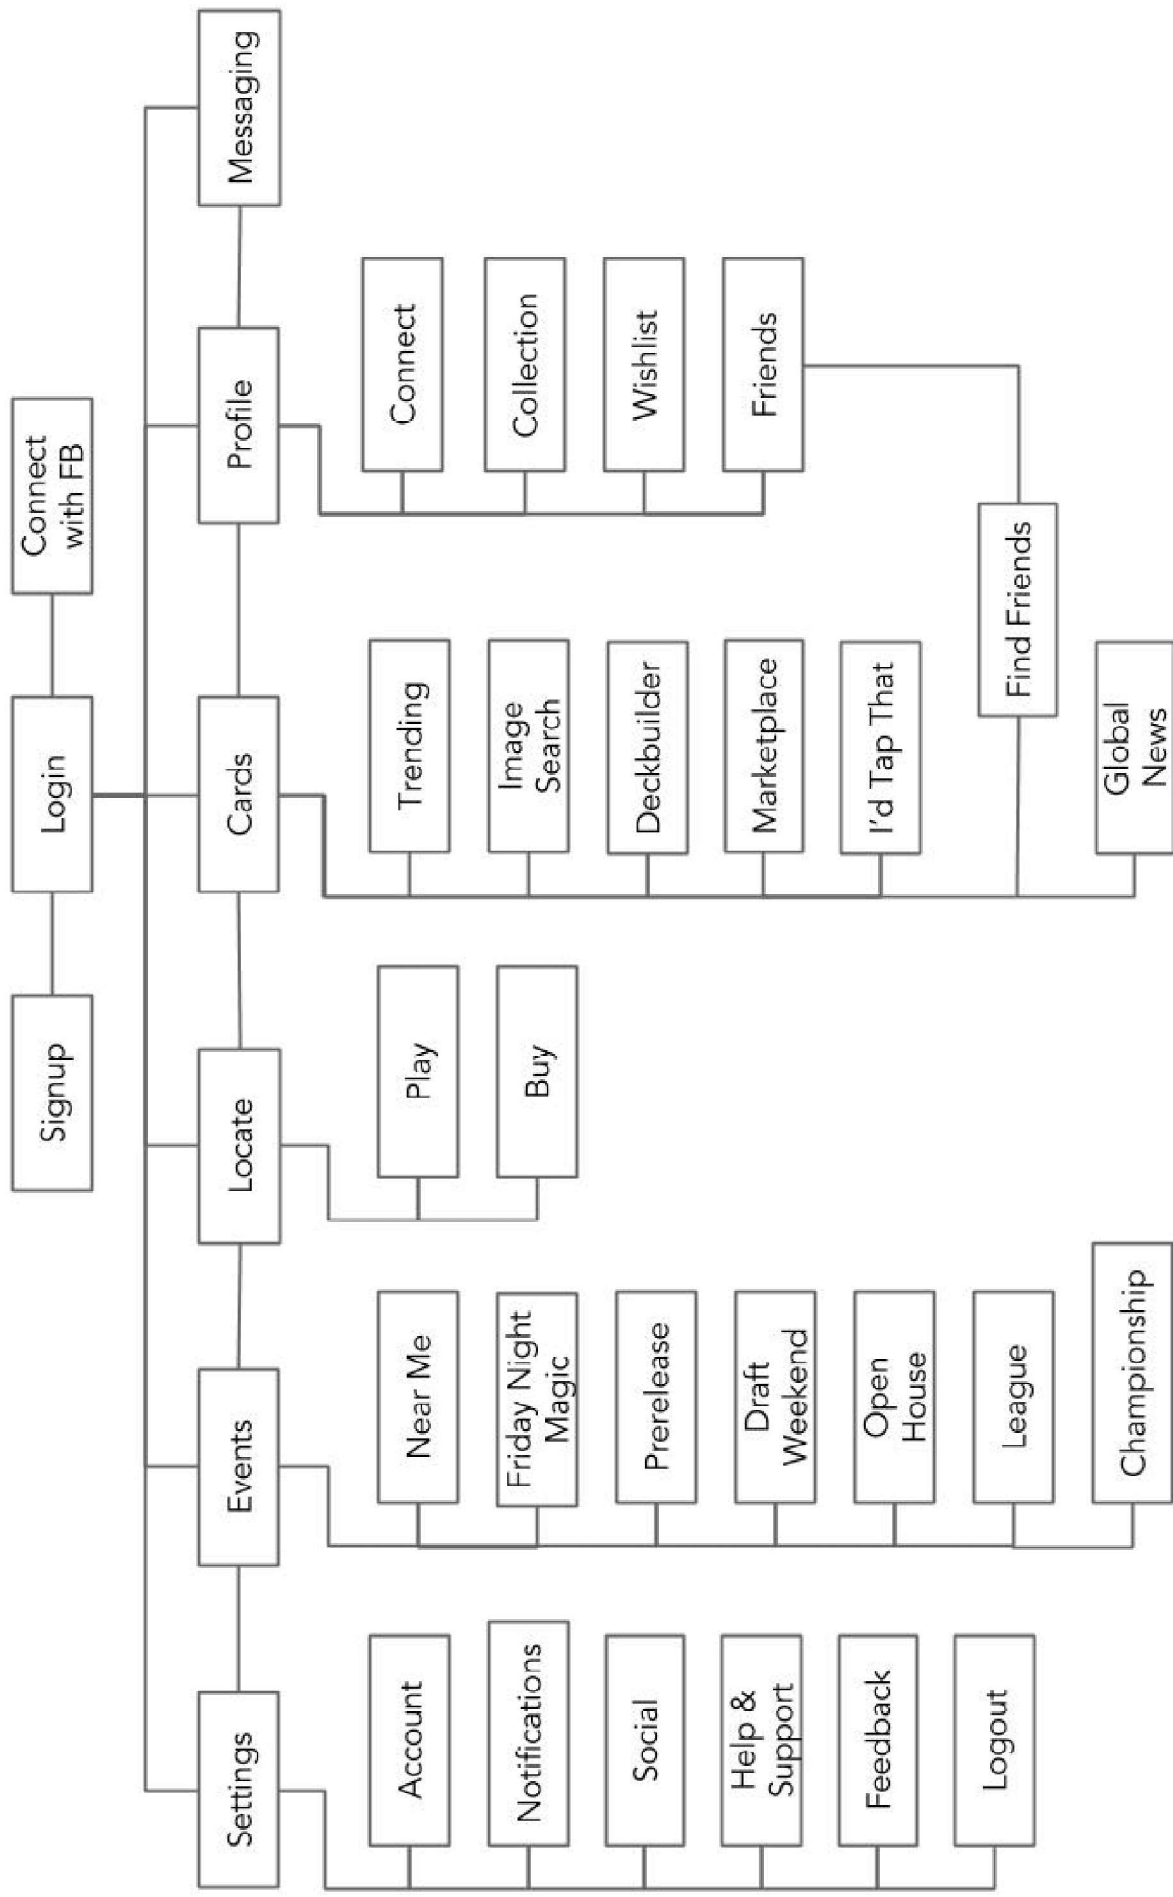 Signup
Login
Connect
with FB
Settings
Events
Locate
Cards
Profile
Messaging
Account
Notifications
Social
Help &
Support
Feedback
Logout
Near Me
Friday Night
Magic
Prerelease
Draft
Weekend
Open
House
League
Championship
Play
Buy
Trending
Image
Search
Deckbuilder
Marketplace
I'd Tap That
Find Friends
Global
News
Connect
Collection
Wishlist
Friends